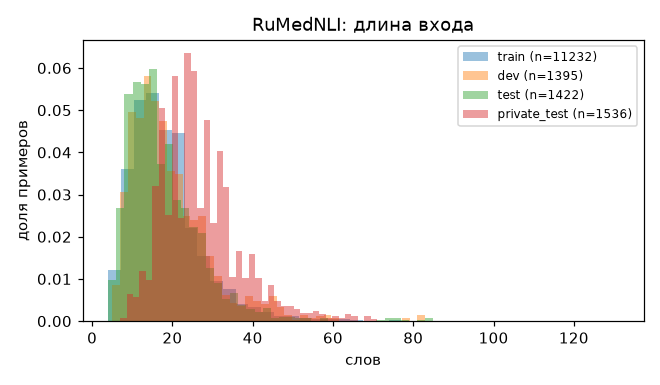 RuMedNLI: длина входа
train (n=11232)
dev (n=1395)
test (n=1422)
private_test (n=1536)
доля примеров
0.06
0.05
0.04
0.03
0.02
0.01
0.00
0 20 40 60 80 100 120
слов